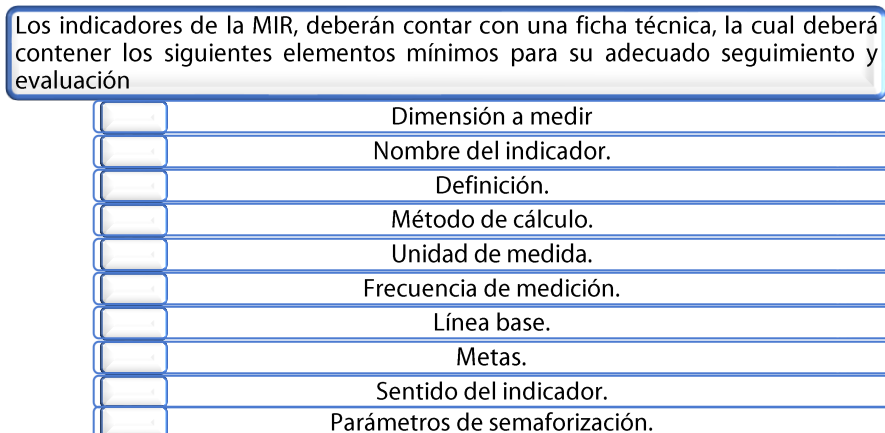 Los indicadores de la MIR, deberán contar con una ficha técnica, la cual deberá
contener los siguientes elementos mínimos para su adecuado seguimiento y
evaluación
Dimensión a medir
Nombre del indicador.
Definición.
Método de cálculo.
Unidad de medida.
Frecuencia de medición.
Línea base.
Metas.
Sentido del indicador.
Parámetros de semaforización.